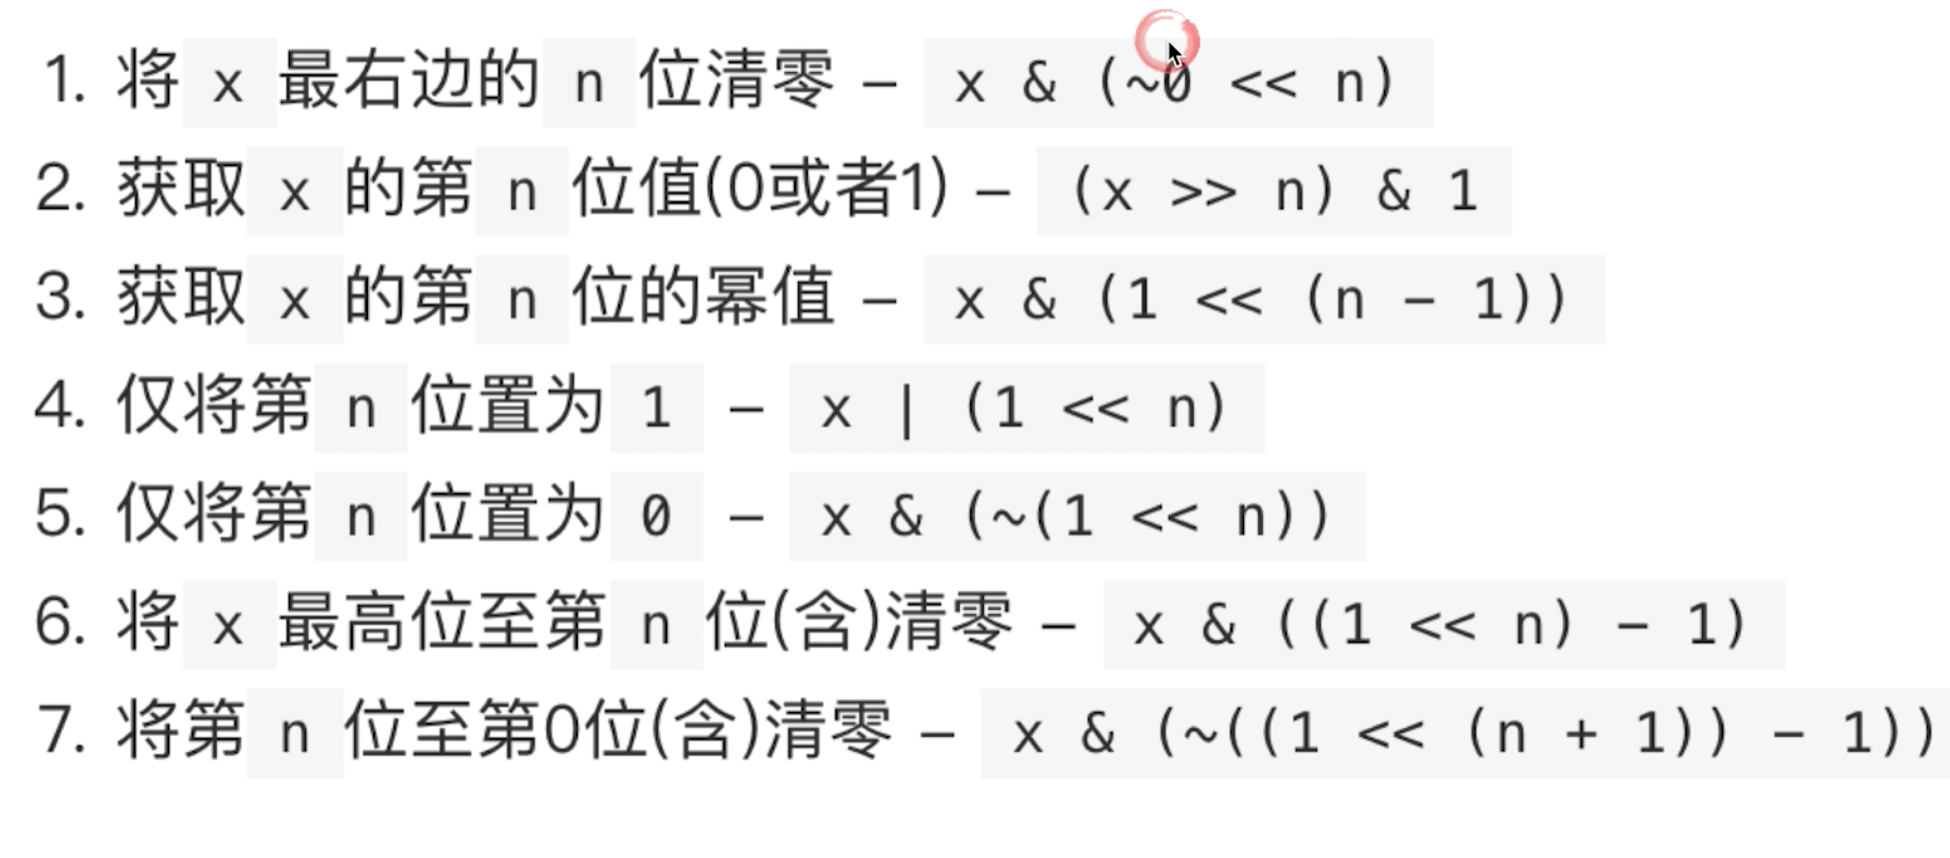 1. 将 x 最右边的 n 位清零 – x & (~0 << n)
2. 获取 x 的第 n 位值(0或者1) – (x >> n) & 1
3. 获取 x 的第 n 位的幂值 – x & (1 << (n - 1))
4. 仅将第 n 位置为 1 – x | (1 << n)
5. 仅将第 n 位置为 0 – x & (~(1 << n))
6. 将 x 最高位至第 n 位(含)清零 – x & ((1 << n) - 1)
7. 将第 n 位至第0位(含)清零 – x & (~((1 << (n + 1)) - 1))